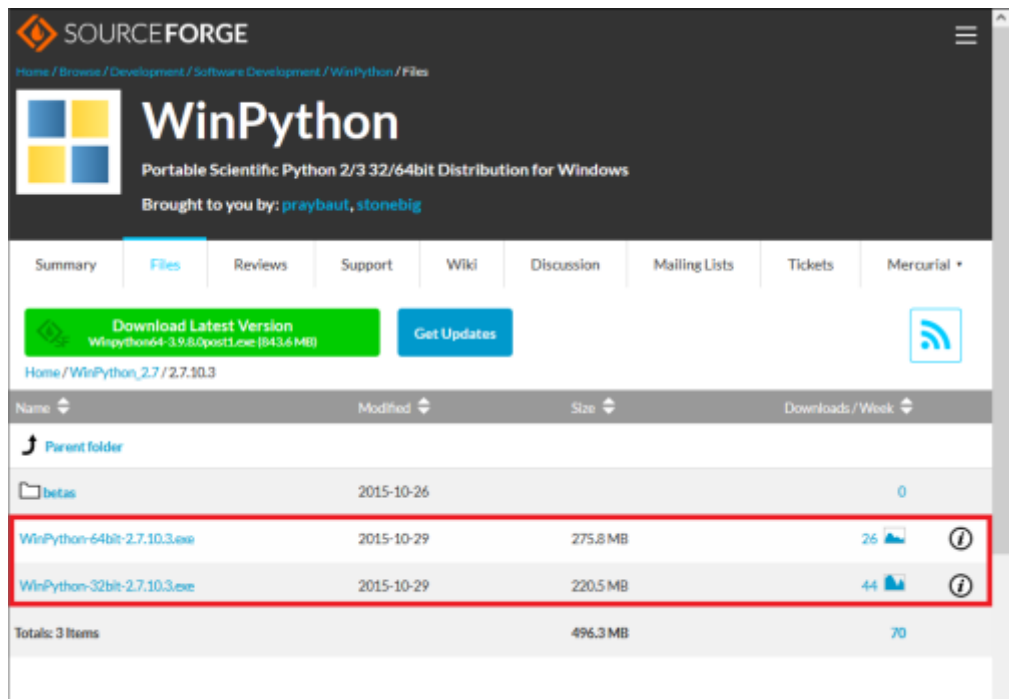 SOURCEFORGE
Home / Browse / Development / Software Development / WinPython / Files
WinPython
Portable Scientific Python 2/3 32/64bit Distribution for Windows
Brought to you by: praybaut, stonebig
Summary Files Reviews Support Wiki Discussion Mailing Lists Tickets Mercurial
Download Latest Version
Winpython64-3.9.8.0post1.exe (843.6 MB)
Get Updates
Home / WinPython_2.7 / 2.7.10.3
Name Modified Size Downloads / Week
Parent folder
betas 2015-10-26 0
WinPython-64bit-2.7.10.3.exe 2015-10-29 275.8 MB 26 i
WinPython-32bit-2.7.10.3.exe 2015-10-29 220.5 MB 44 i
Totals: 3 Items 496.3 MB 70